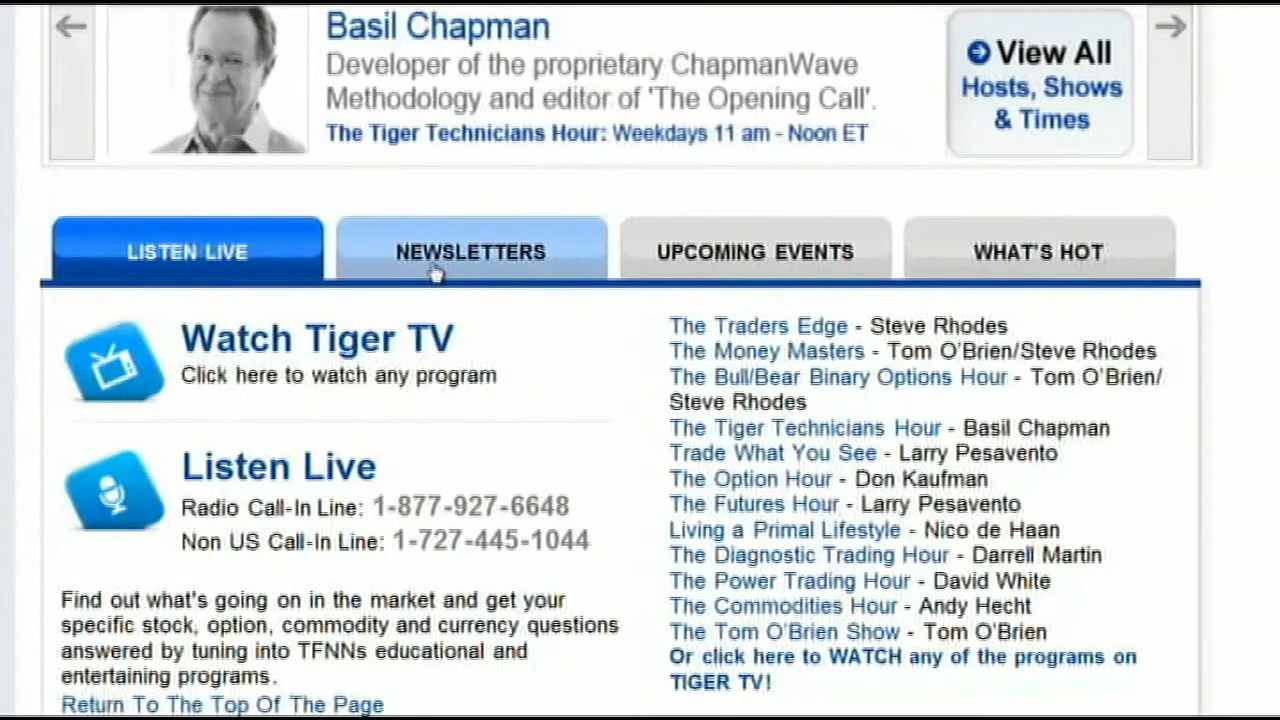 Basil Chapman
Developer of the proprietary ChapmanWave
Methodology and editor of 'The Opening Call'.
The Tiger Technicians Hour: Weekdays 11 am - Noon ET
View All
Hosts, Shows
& Times
LISTEN LIVE
NEWSLETTERS
UPCOMING EVENTS
WHAT'S HOT
Watch Tiger TV
Click here to watch any program
Listen Live
Radio Call-In Line: 1-877-927-6648
Non US Call-In Line: 1-727-445-1044
Find out what's going on in the market and get your
specific stock, option, commodity and currency questions
answered by tuning into TFNNs educational and
entertaining programs.
Return To The Top Of The Page
The Traders Edge - Steve Rhodes
The Money Masters - Tom O'Brien/Steve Rhodes
The Bull/Bear Binary Options Hour - Tom O'Brien/
Steve Rhodes
The Tiger Technicians Hour - Basil Chapman
Trade What You See - Larry Pesavento
The Option Hour - Don Kaufman
The Futures Hour - Larry Pesavento
Living a Primal Lifestyle - Nico de Haan
The Diagnostic Trading Hour - Darrell Martin
The Power Trading Hour - David White
The Commodities Hour - Andy Hecht
The Tom O'Brien Show - Tom O'Brien
Or click here to WATCH any of the programs on
TIGER TV!